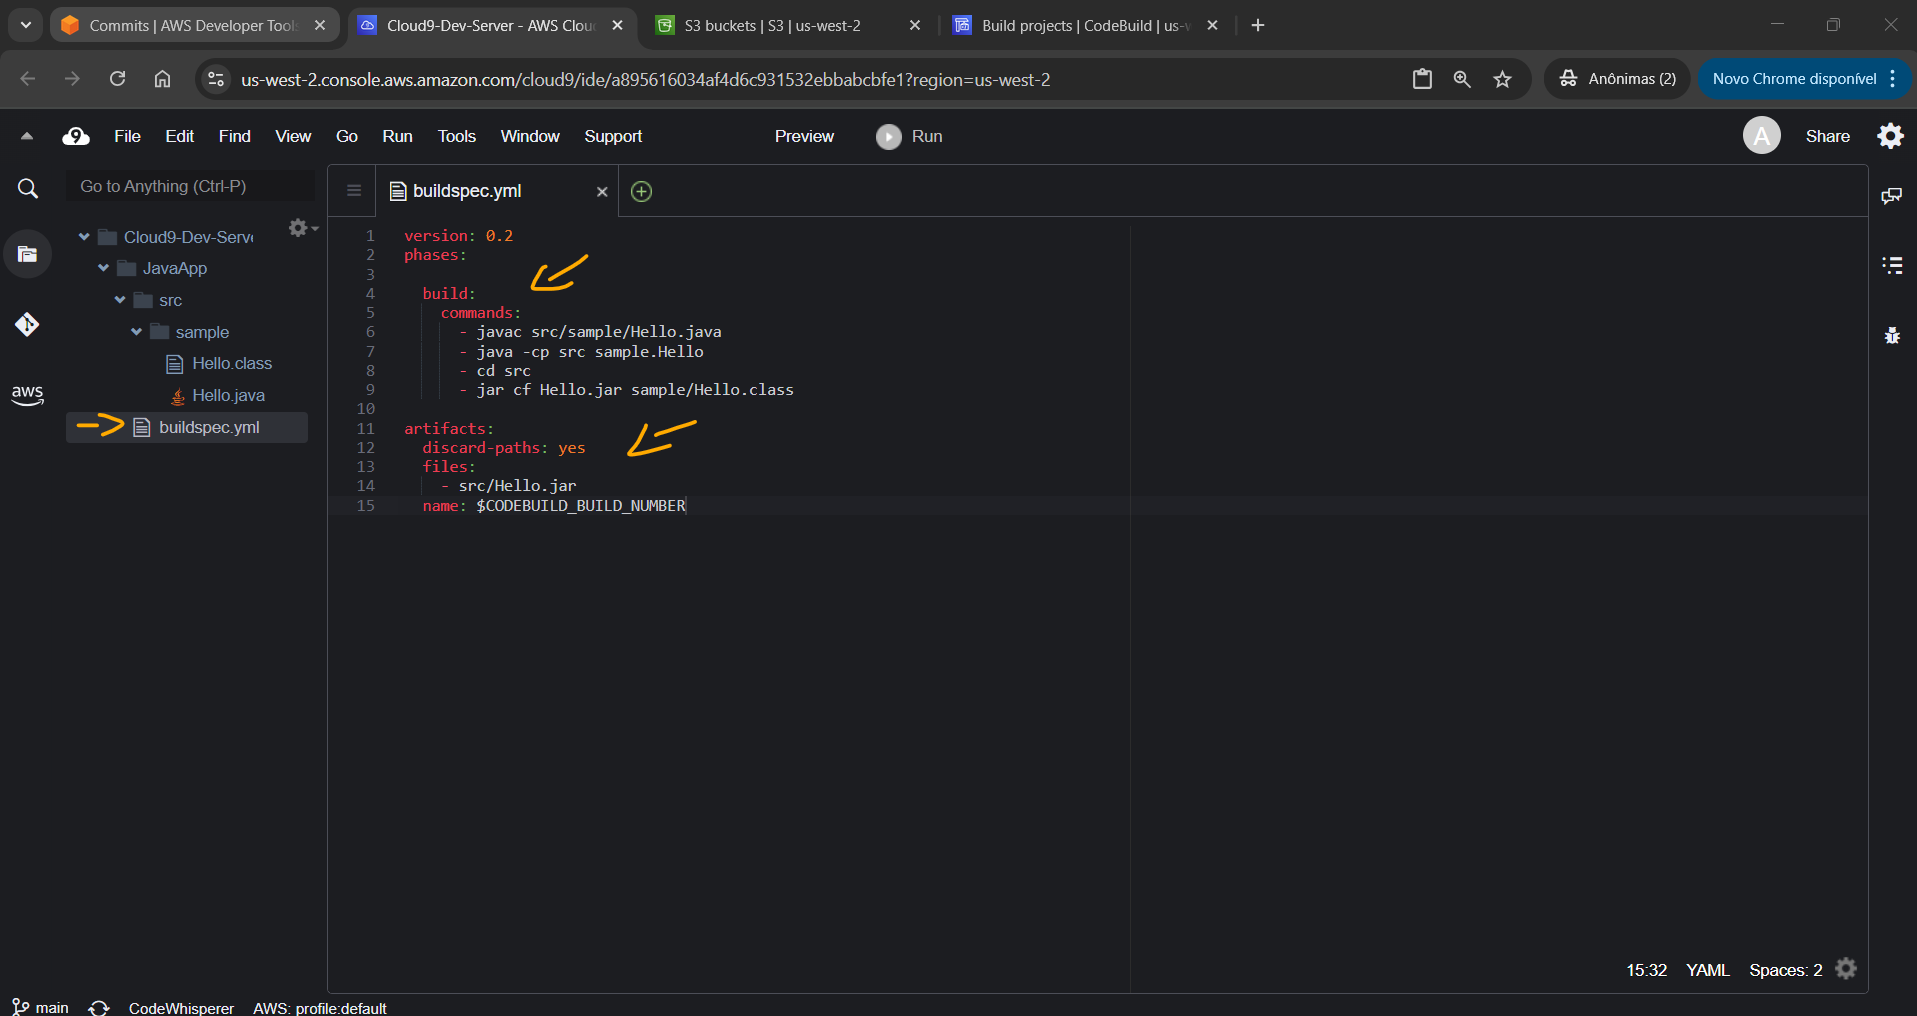 Commits | AWS Developer Tools
Cloud9-Dev-Server - AWS Clou
S3 buckets | S3 | us-west-2
Build projects | CodeBuild | us-w
us-west-2.console.aws.amazon.com/cloud9/ide/a895616034af4d6c931532ebbabcbfe1?region=us-west-2
Anônimas (2)
Novo Chrome disponível
9 File Edit Find View Go Run Tools Window Support Preview Run A Share
Go to Anything (Ctrl-P)
buildspec.yml
Cloud9-Dev-Serve
JavaApp
src
sample
Hello.class
Hello.java
buildspec.yml
aws
1 version: 0.2
2 phases:
3
4 build:
5 commands:
6 - javac src/sample/Hello.java
7 - java -cp src sample.Hello
8 - cd src
9 - jar cf Hello.jar sample/Hello.class
10
11 artifacts:
12 discard-paths: yes
13 files:
14 - src/Hello.jar
15 name: $CODEBUILD_BUILD_NUMBER
15:32 YAML Spaces: 2
main CodeWhisperer AWS: profile:default